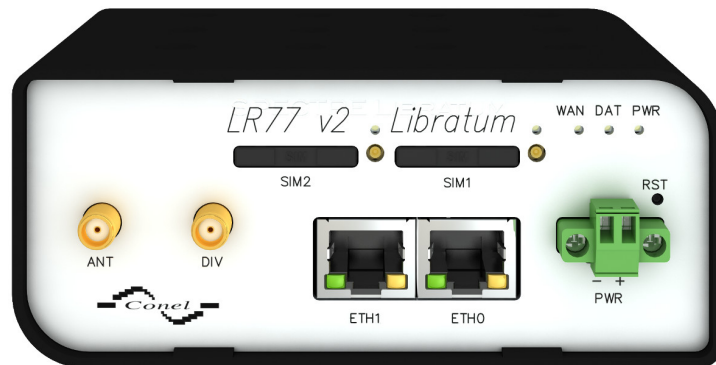 LR77 v2 Libratum
WAN DAT PWR
SIM2 SIM1
RST
ANT DIV
Conel
ETH1 ETH0
- +
PWR